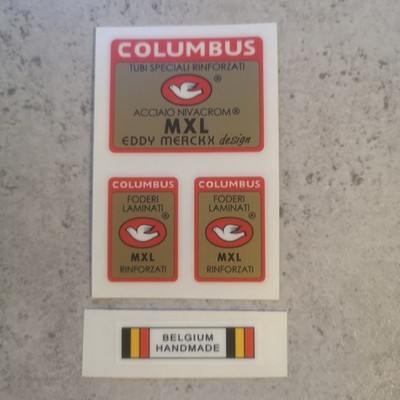 COLUMBUS
TUBI SPECIALI RINFORZATI
®
ACCIAIO NIVACROM®
MXL
EDDY MERCKX design
COLUMBUS
FODERI
LAMINATI
®
MXL
RINFORZATI
COLUMBUS
FODERI
LAMINATI
®
MXL
RINFORZATI
BELGIUM
HANDMADE